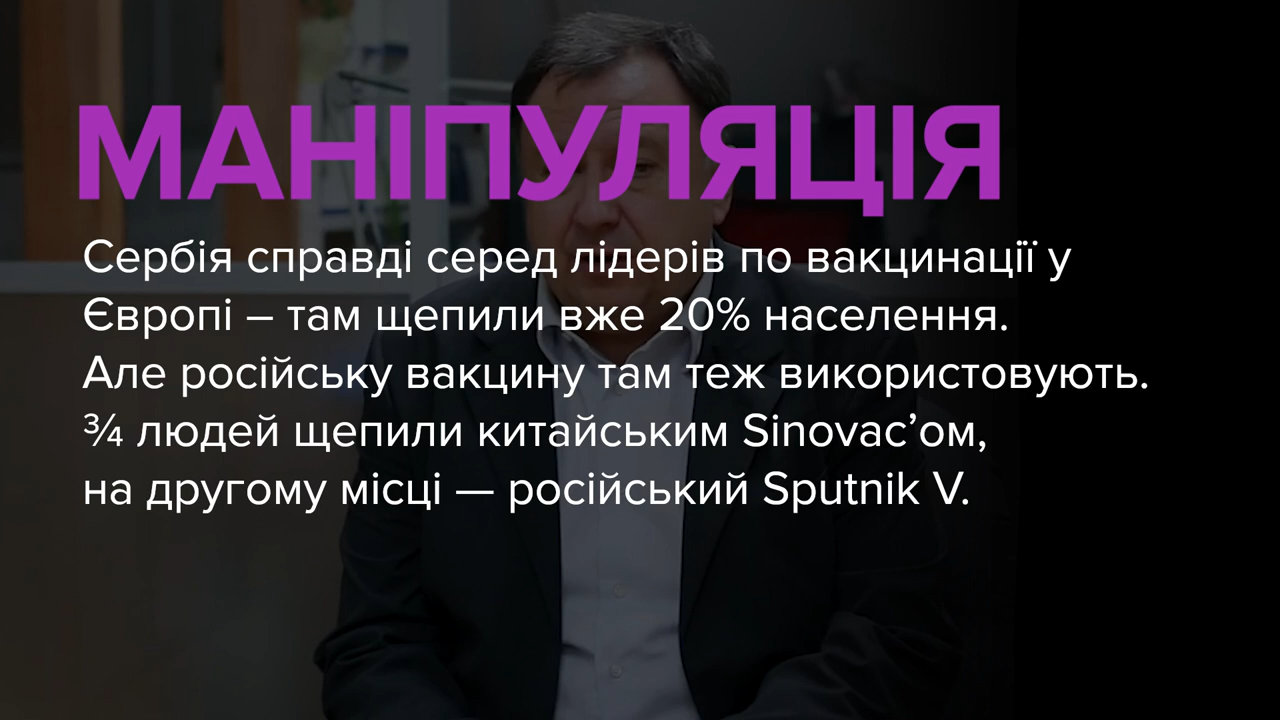 МАНІПУЛЯЦІЯ
Сербія справді серед лідерів по вакцинації у
Європі – там щепили вже 20% населення.
Але російську вакцину там теж використовують.
¾ людей щепили китайським Sinovac’ом,
на другому місці — російський Sputnik V.